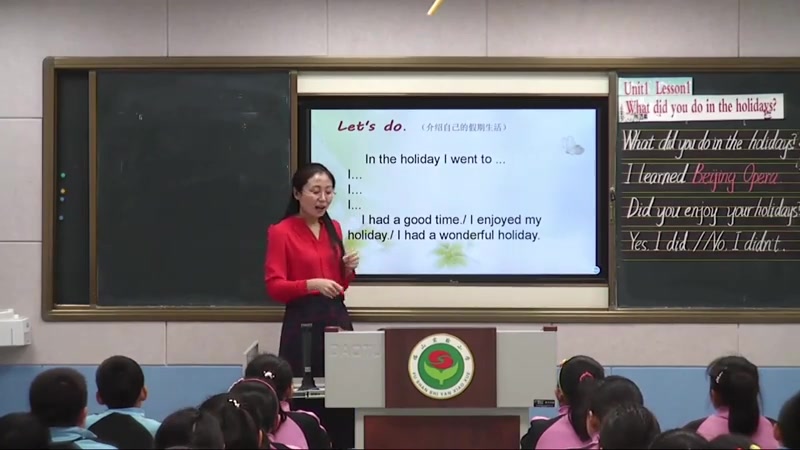 Let's do.（介绍自己的假期生活）
In the holiday I went to ...
I...
I...
I...
I had a good time./ I enjoyed my
holiday./ I had a wonderful holiday.
Unit1 Lesson1
What did you do in the holidays?
What did you do in the holidays?
I learned Beijing Opera.
Did you enjoy your holidays?
Yes. I did. // No. I didn't.